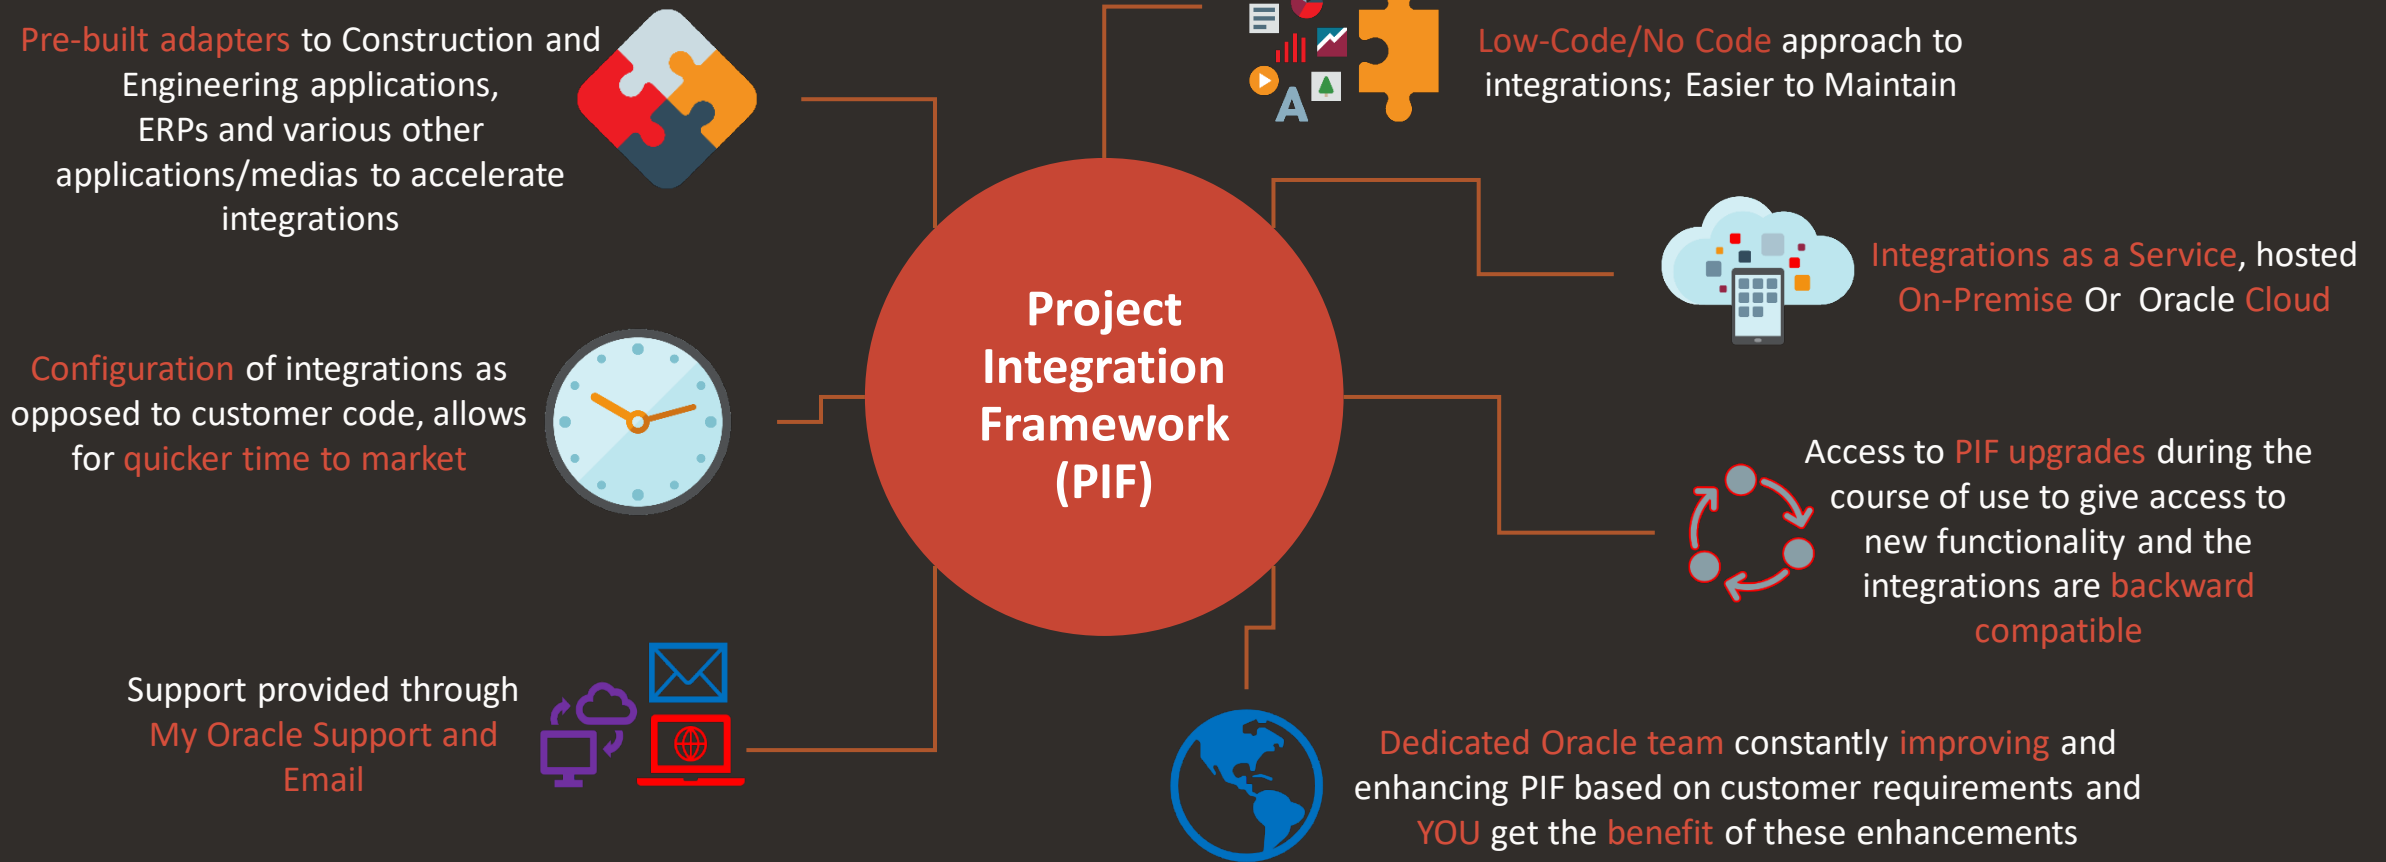 Pre-built adapters to Construction and
Engineering applications,
ERPs and various other
applications/medias to accelerate
integrations
Configuration of integrations as
opposed to customer code, allows
for quicker time to market
Support provided through
My Oracle Support and
Email
Project
Integration
Framework
(PIF)
A
Low-Code/No Code approach to
integrations; Easier to Maintain
Integrations as a Service, hosted
On-Premise Or Oracle Cloud
Access to PIF upgrades during the
course of use to give access to
new functionality and the
integrations are backward
compatible
Dedicated Oracle team constantly improving and
enhancing PIF based on customer requirements and
YOU get the benefit of these enhancements